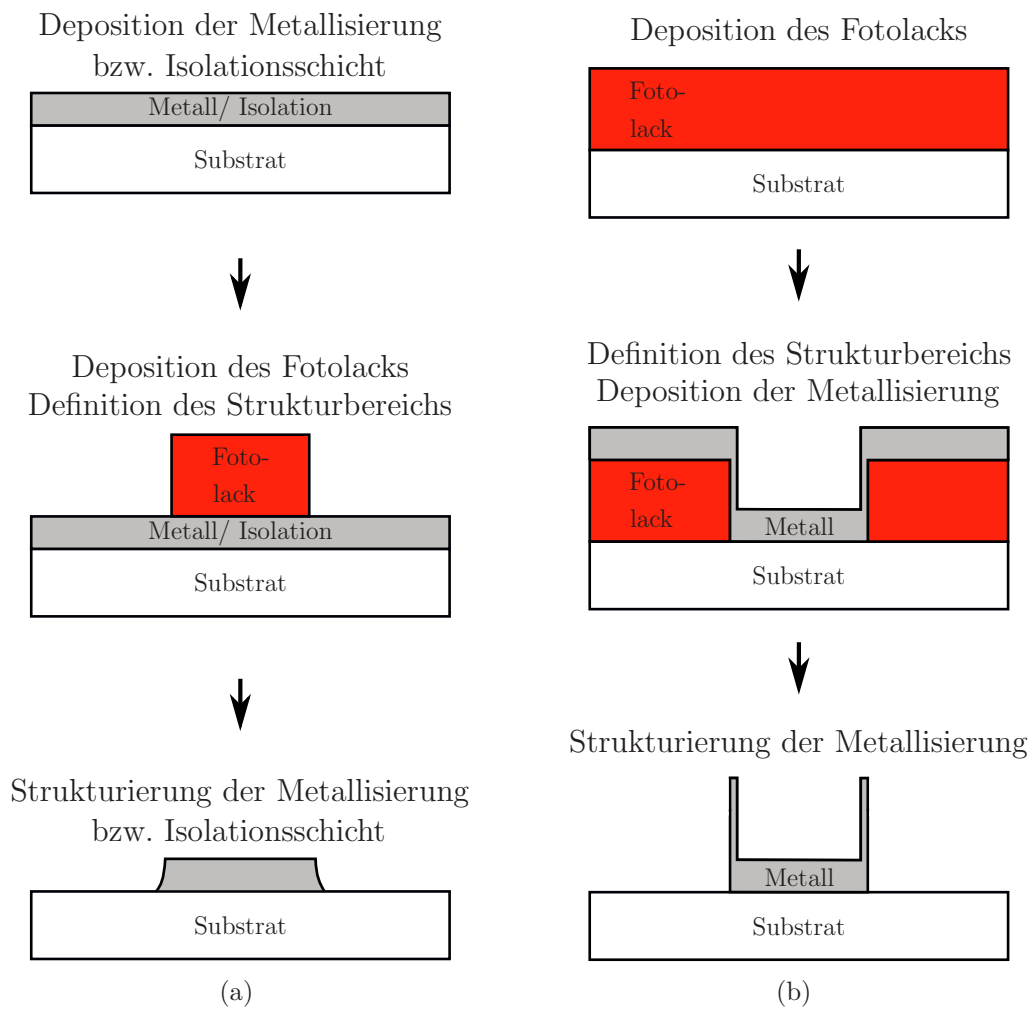 Deposition der Metallisierung
bzw. Isolationsschicht
Metall/ Isolation
Substrat
Deposition des Fotolacks
Definition des Strukturbereichs
Foto-
lack
Metall/ Isolation
Substrat
Strukturierung der Metallisierung
bzw. Isolationsschicht
Substrat
(a)
Deposition des Fotolacks
Foto-
lack
Substrat
Definition des Strukturbereichs
Deposition der Metallisierung
Foto-
lack
Metall
Substrat
Strukturierung der Metallisierung
Metall
Substrat
(b)